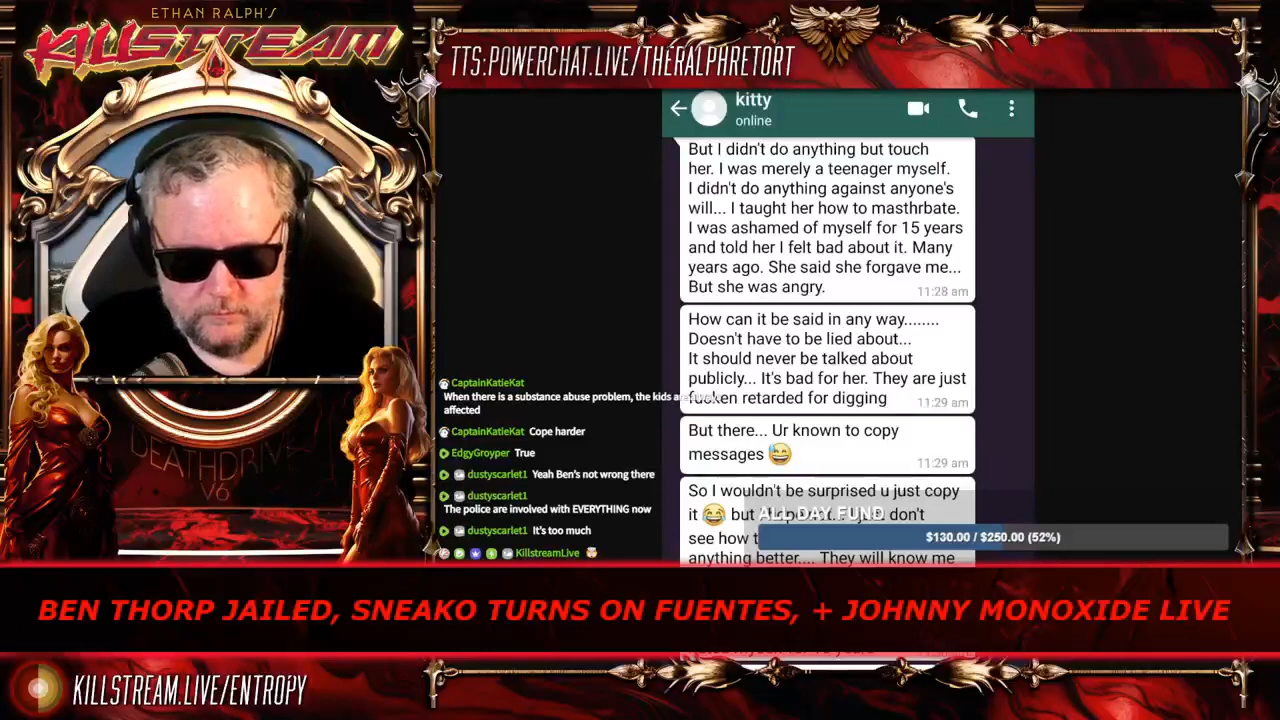 ETHAN RALPH'S
KILLSTREAM
TTS:POWERCHAT.LIVE/THERALPHRETORT
kitty
online
But I didn't do anything but touch
her. I was merely a teenager myself.
I didn't do anything against anyone's
will... I taught her how to masthrbate.
I was ashamed of myself for 15 years
and told her I felt bad about it. Many
years ago. She said she forgave me...
But she was angry.
11:28 am
How can it be said in any way........
Doesn't have to be lied about...
It should never be talked about
publicly... It's bad for her. They are just
fucken retarded for digging
11:29 am
But there... Ur known to copy
messages 😅
11:29 am
So I wouldn't be surprised u just copy
it 😂 but
don't
see how
anything better.... They will know me
CaptainKatieKat
When there is a substance abuse problem, the kids are
affected
CaptainKatieKat Cope harder
EdgyGroyper True
dustyscarlet1 Yeah Ben's not wrong there
dustyscarlet1
The police are involved with EVERYTHING now
dustyscarlet1 It's too much
KillstreamLive
ALL DAY FUND
$130.00 / $250.00 (52%)
DEATHDRIVE
V6
BEN THORP JAILED, SNEAKO TURNS ON FUENTES, + JOHNNY MONOXIDE LIVE
KILLSTREAM.LIVE/ENTROPY